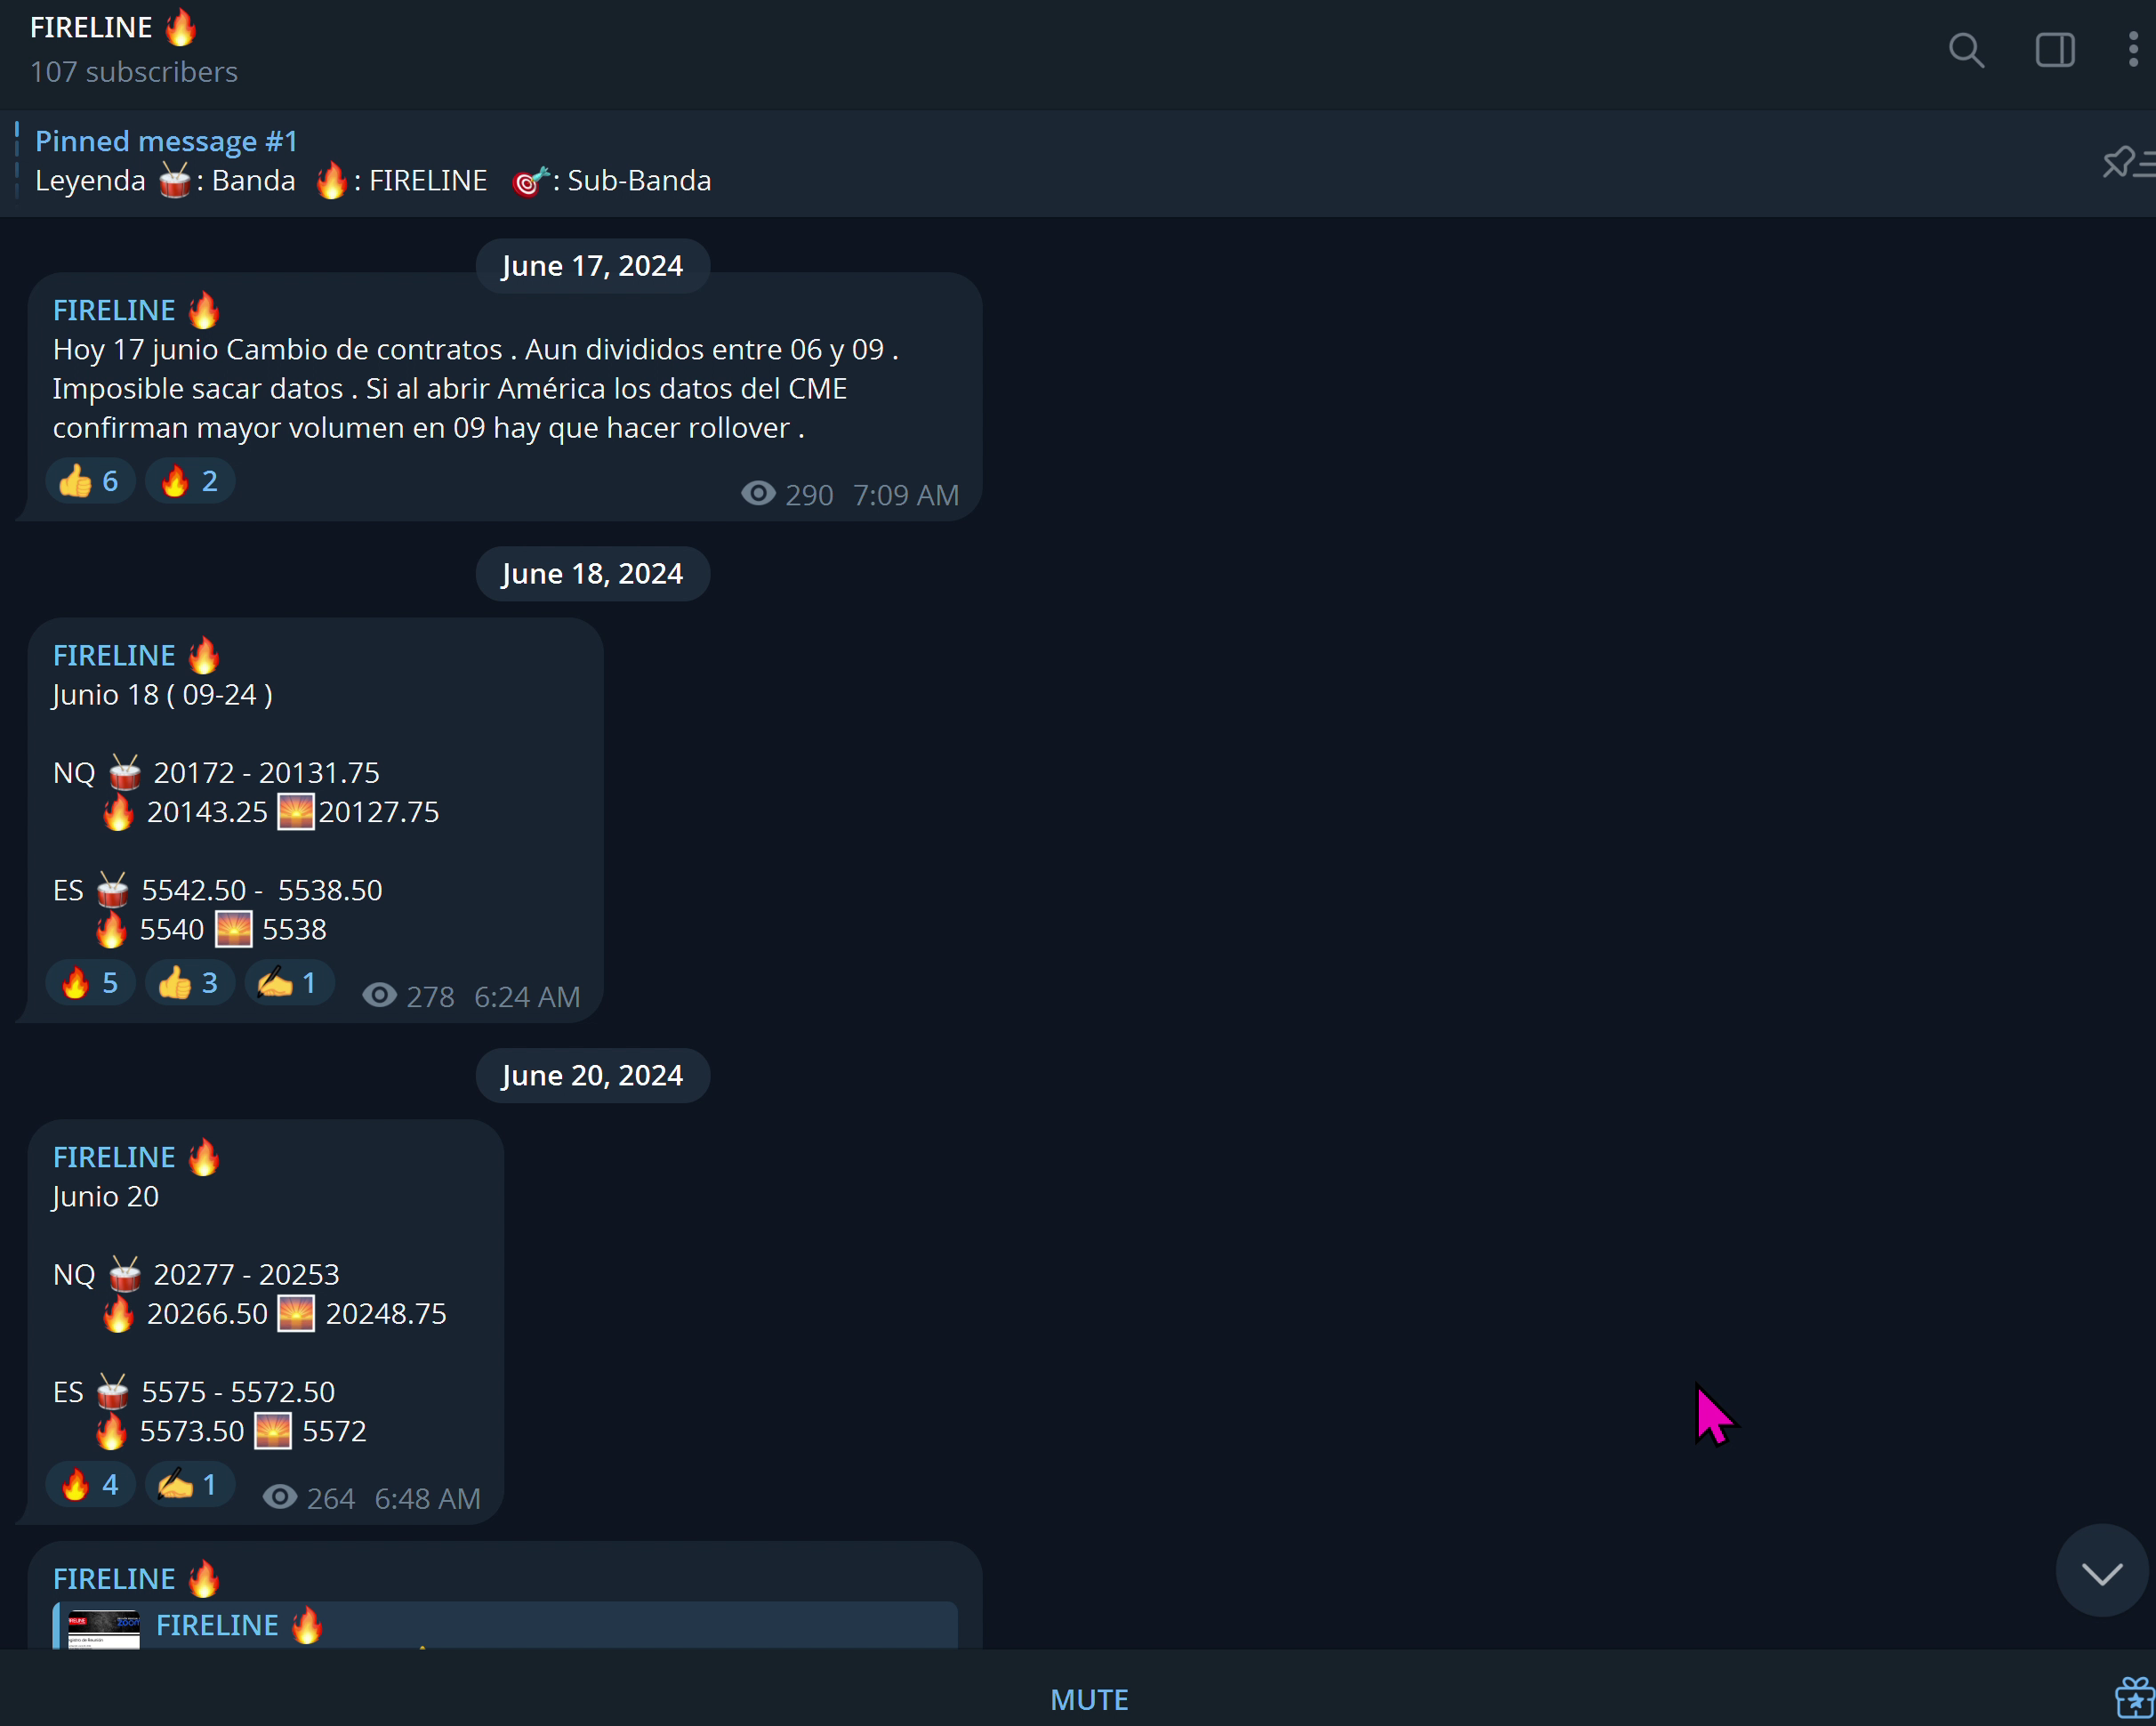 FIRELINE 🔥
107 subscribers
Pinned message #1
Leyenda 🥁: Banda 🔥: FIRELINE 🎯: Sub-Banda
June 17, 2024
FIRELINE 🔥
Hoy 17 junio Cambio de contratos . Aun divididos entre 06 y 09 .
Imposible sacar datos . Si al abrir América los datos del CME
confirman mayor volumen en 09 hay que hacer rollover .
👍 6 🔥 2 290 7:09 AM
June 18, 2024
FIRELINE 🔥
Junio 18 ( 09-24 )
NQ 🥁 20172 - 20131.75
🔥 20143.25 🌅20127.75
ES 🥁 5542.50 - 5538.50
🔥 5540 🌅 5538
🔥 5 👍 3 ✍ 1 278 6:24 AM
June 20, 2024
FIRELINE 🔥
Junio 20
NQ 🥁 20277 - 20253
🔥 20266.50 🌅 20248.75
ES 🥁 5575 - 5572.50
🔥 5573.50 🌅 5572
🔥 4 ✍ 1 264 6:48 AM
FIRELINE 🔥
FIRELINE 🔥
MUTE